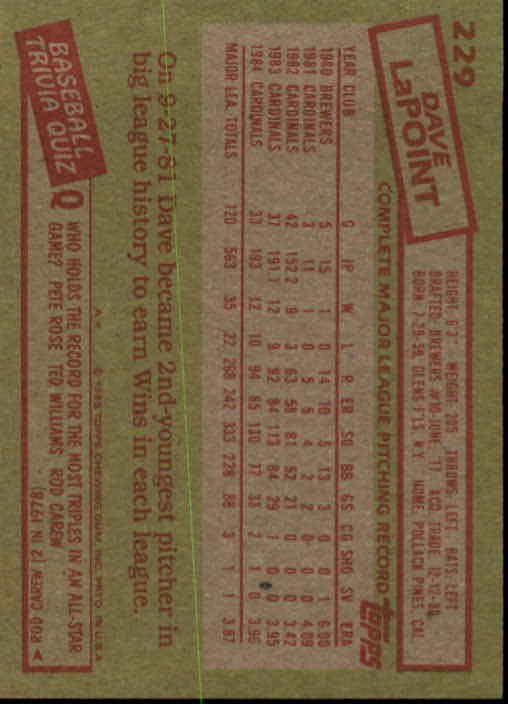 229
DAVE
LaPOINT
HEIGHT: 6'3" WEIGHT: 205 THROWS: LEFT BATS: LEFT
DRAFTED: BREWERS #10-JUNE, '77 ACQ: TRADE, 12-12-80
BORN: 7-29-59, GLENS F'LS, N.Y. HOME: POLLACK PINES, CAL.
COMPLETE MAJOR LEAGUE PITCHING RECORD
topps
YEAR CLUB G IP W L R ER SO BB GS CG SHO SV ERA
1980 BREWERS 5 15 1 0 14 10 5 13 3 0 0 1 6.00
1981 CARDINALS 3 11 1 0 5 5 4 2 2 0 0 0 4.09
1982 CARDINALS 42 152.2 9 3 63 58 81 52 21 0 0 0 3.42
1983 CARDINALS 37 191.1 12 9 92 84 113 84 29 1 0 0 3.95
1984 CARDINALS 33 193 12 10 94 85 130 77 33 2 1 0 3.96
MAJOR LEA. TOTALS 120 563 35 22 268 242 333 228 88 3 1 1 3.87
On 9-27-81 Dave became 2nd-youngest pitcher in
big league history to earn Wins in each league.
A* © 1985 TOPPS CHEWING GUM, INC. PRTD. IN U.S.A.
BASEBALL
TRIVIA QUIZ
Q WHO HOLDS THE RECORD FOR THE MOST TRIPLES IN AN ALL-STAR
GAME? PETE ROSE TED WILLIAMS ROD CAREW
A ROD CAREW (2 IN 1978)